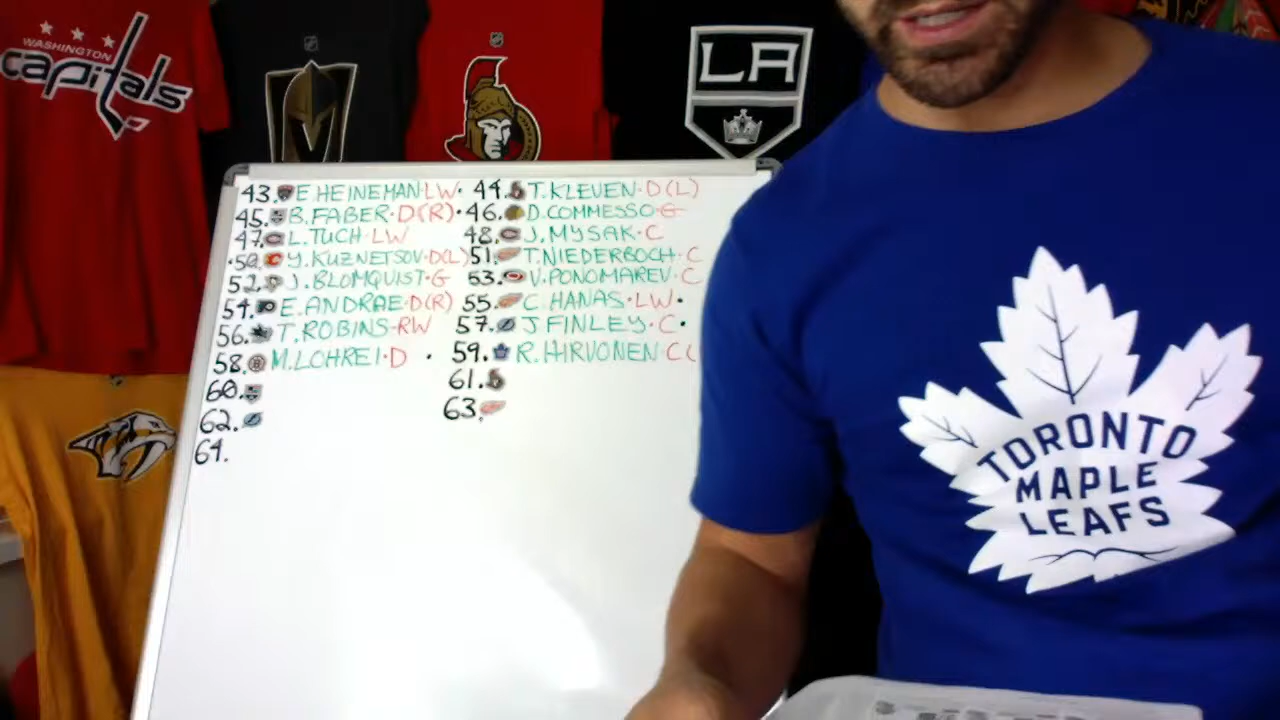 WASHINGTON
capitals
LA
43. E. HEINEMAN·LW· 44. T. KLEVEN·D(L)
45. B. FABER·D(R)· 46. D. COMMESSO·G
47. L. TUCH·LW 48. J. MYSAK·C
·50. Y. KUZNETSOV·D(L) 51. T. NIEDERBOCH·C
52. J. BLOMQUIST·G 53. V. PONOMAREV·C
54. E. ANDRAE·D(R) 55. C. HANAS·LW·
56. T. ROBINS·RW 57. J FINLEY·C·
58. M. LOHREI·D · 59. R. HIRVONEN C(
60. 61.
62. 63.
64.
TORONTO
MAPLE
LEAFS